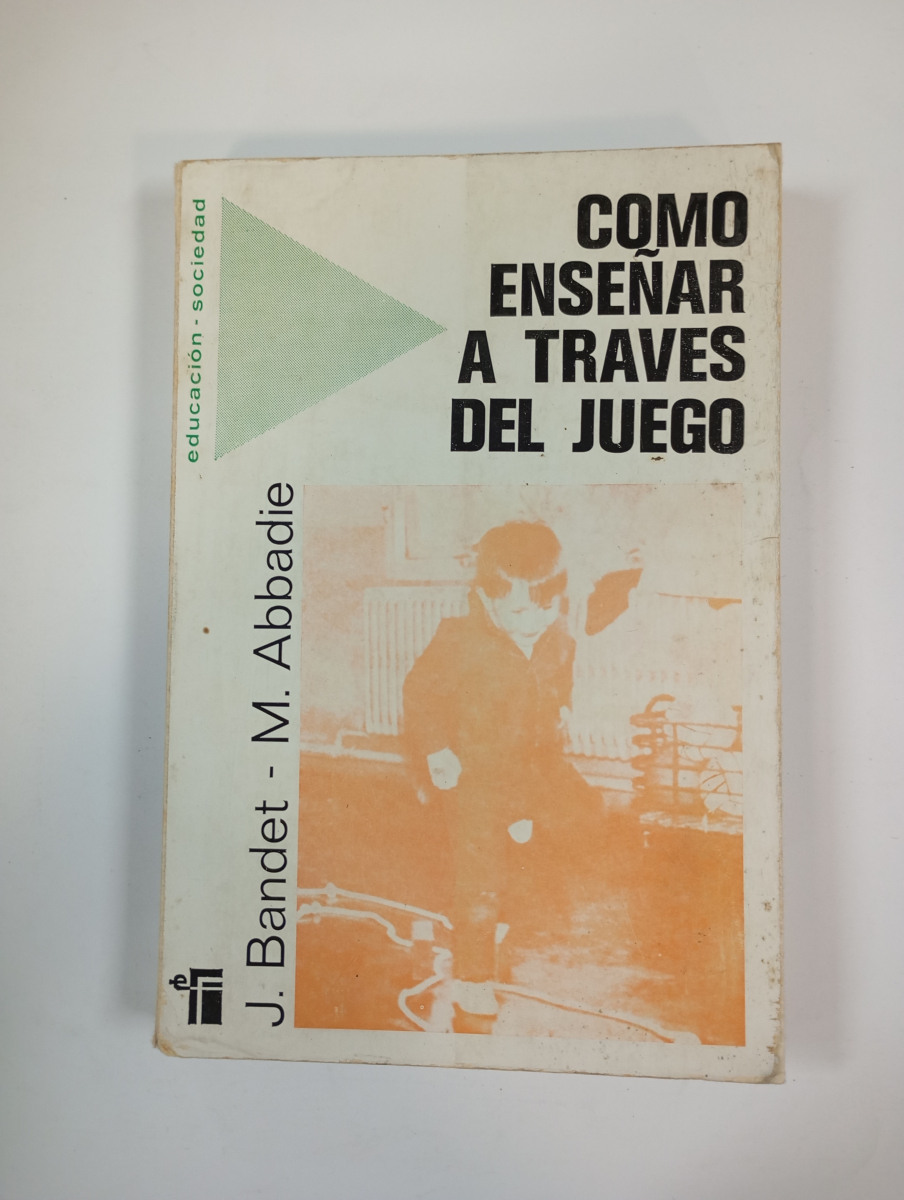 COMO
ENSEÑAR
A TRAVES
DEL JUEGO
educación - sociedad
J. Bandet - M. Abbadie